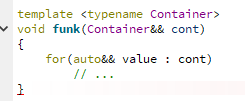 template <typename Container>
void funk(Container&& cont)
{
    for(auto&& value : cont)
        // ...
}